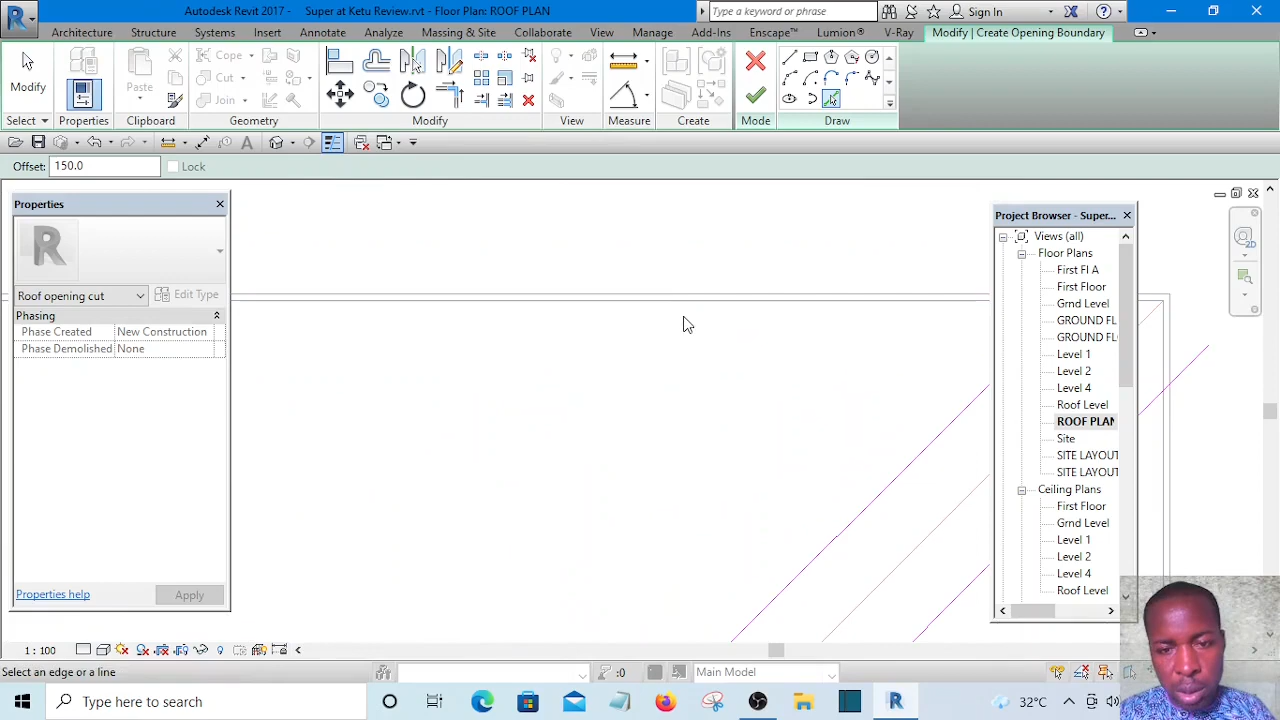 Autodesk Revit 2017 - Super at Ketu Review.rvt - Floor Plan: ROOF PLAN
Type a keyword or phrase
Sign In
Architecture Structure Systems Insert Annotate Analyze Massing & Site Collaborate View Manage Add-Ins Enscape™ Lumion® V-Ray Modify | Create Opening Boundary
Modify
Paste
Cope
Cut
Join
Select Properties Clipboard Geometry Modify View Measure Create Mode Draw
Offset: 150.0 Lock
Properties
Roof opening cut Edit Type
Phasing
Phase Created New Construction
Phase Demolished None
Properties help Apply
Project Browser - Super...
Views (all)
Floor Plans
First Fl A
First Floor
Grnd Level
GROUND FL
GROUND FL
Level 1
Level 2
Level 4
Roof Level
ROOF PLAN
Site
SITE LAYOUT
SITE LAYOUT
Ceiling Plans
First Floor
Grnd Level
Level 1
Level 2
Level 4
Roof Level
2D
1 : 100
Select an edge or a line
:0
Main Model
Type here to search
32°C